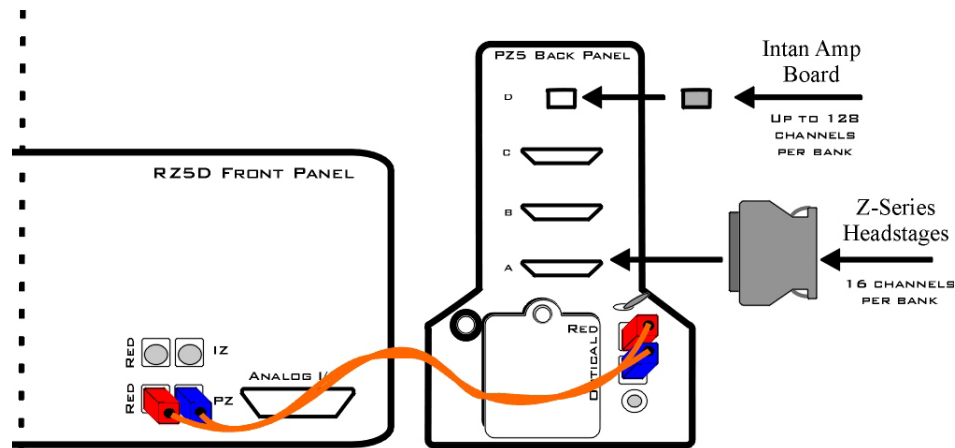 PZ5 Back Panel
Intan Amp
Board
D
Up to 128
channels
per bank
C
RZ5D Front Panel
B
Z-Series
Headstages
A
16 channels
per bank
Red
Optical
Red
IZ
Analog I/
Red
PZ